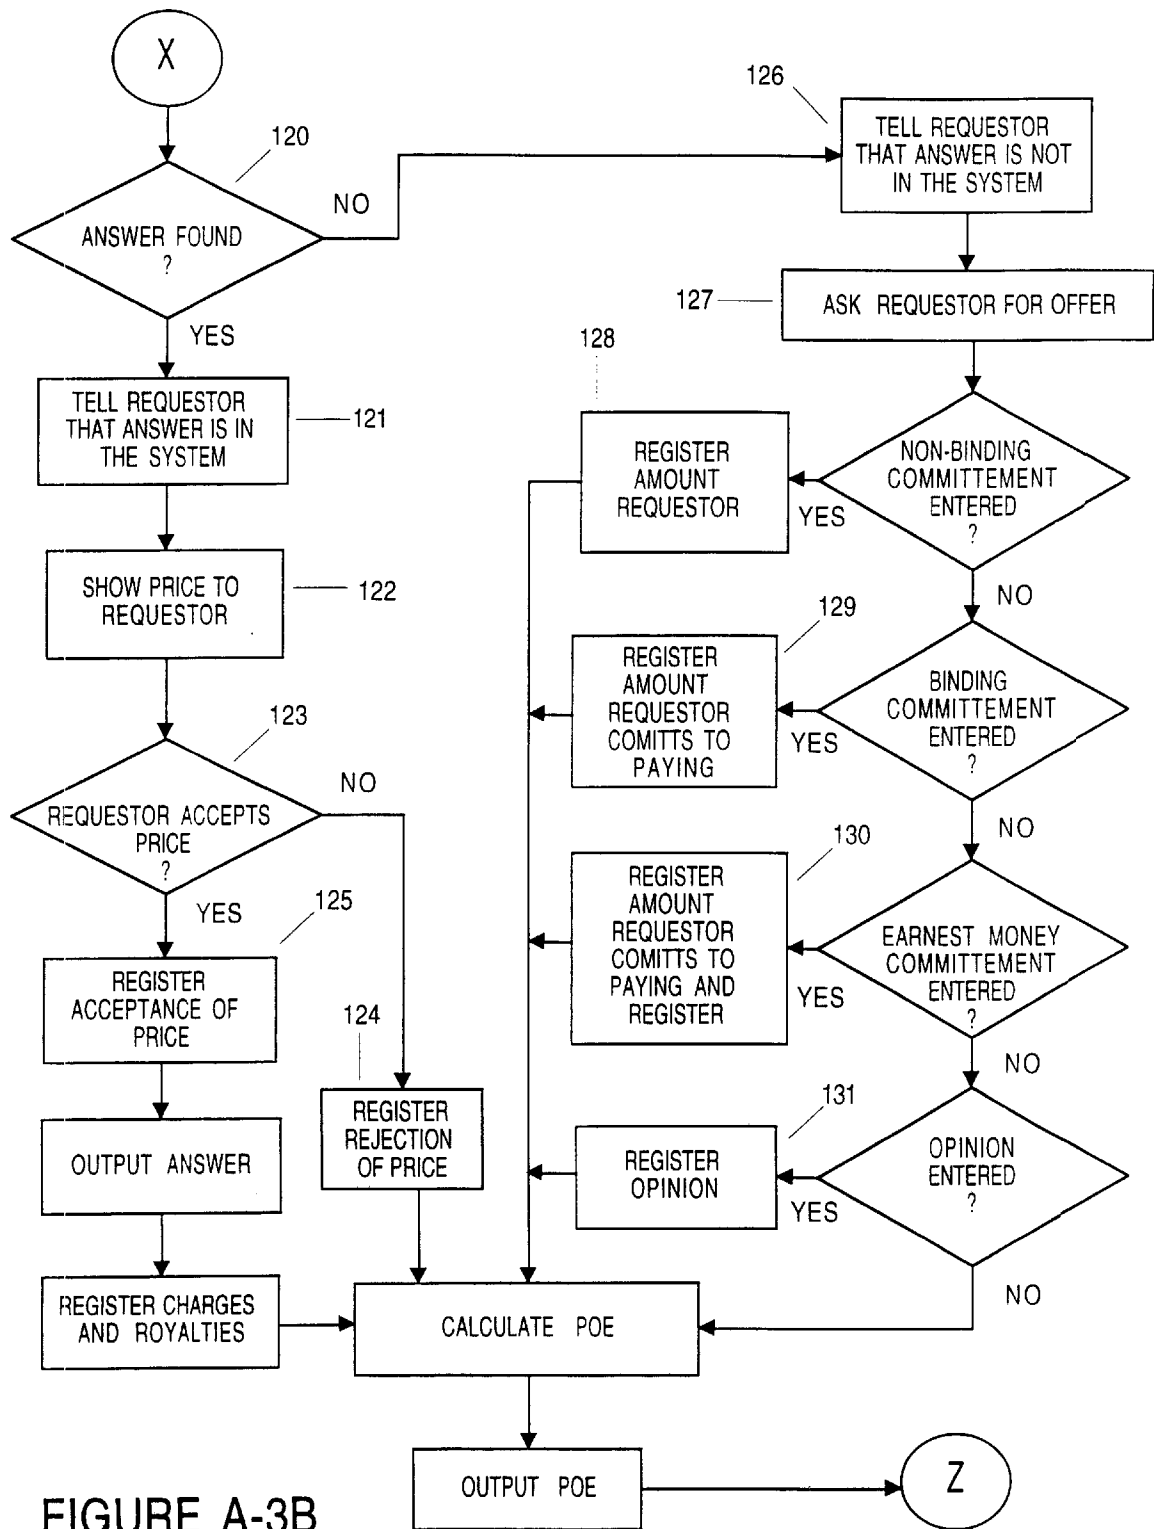 X
120
ANSWER FOUND
?
NO
YES
TELL REQUESTOR
THAT ANSWER IS IN
THE SYSTEM
121
SHOW PRICE TO
REQUESTOR
122
123
REQUESTOR ACCEPTS
PRICE
?
NO
YES
125
REGISTER
ACCEPTANCE OF
PRICE
124
REGISTER
REJECTION
OF PRICE
OUTPUT ANSWER
REGISTER CHARGES
AND ROYALTIES
126
TELL REQUESTOR
THAT ANSWER IS NOT
IN THE SYSTEM
127
ASK REQUESTOR FOR OFFER
128
REGISTER
AMOUNT
REQUESTOR
YES
NON-BINDING
COMMITTEMENT
ENTERED
?
NO
129
REGISTER
AMOUNT
REQUESTOR
COMITTS TO
PAYING
YES
BINDING
COMMITTEMENT
ENTERED
?
NO
130
REGISTER
AMOUNT
REQUESTOR
COMITTS TO
PAYING AND
REGISTER
YES
EARNEST MONEY
COMMITTEMENT
ENTERED
?
NO
131
REGISTER
OPINION
YES
OPINION
ENTERED
?
NO
CALCULATE POE
OUTPUT POE
Z
FIGURE A-3B